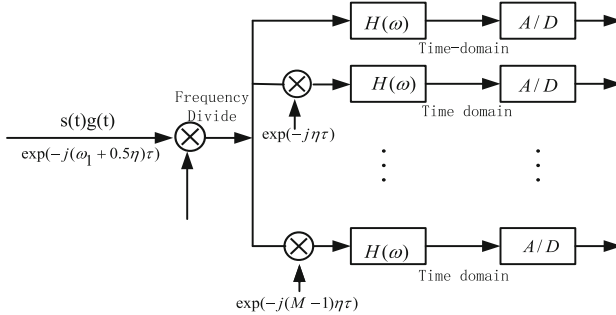 H(ω) A/D
Time-domain
Frequency
Divide
H(ω) A/D
s(t)g(t)
exp(−jητ)
Time domain
exp(−j(ω₁ + 0.5η)τ)
H(ω) A/D
Time domain
exp(−j(M −1)ητ)